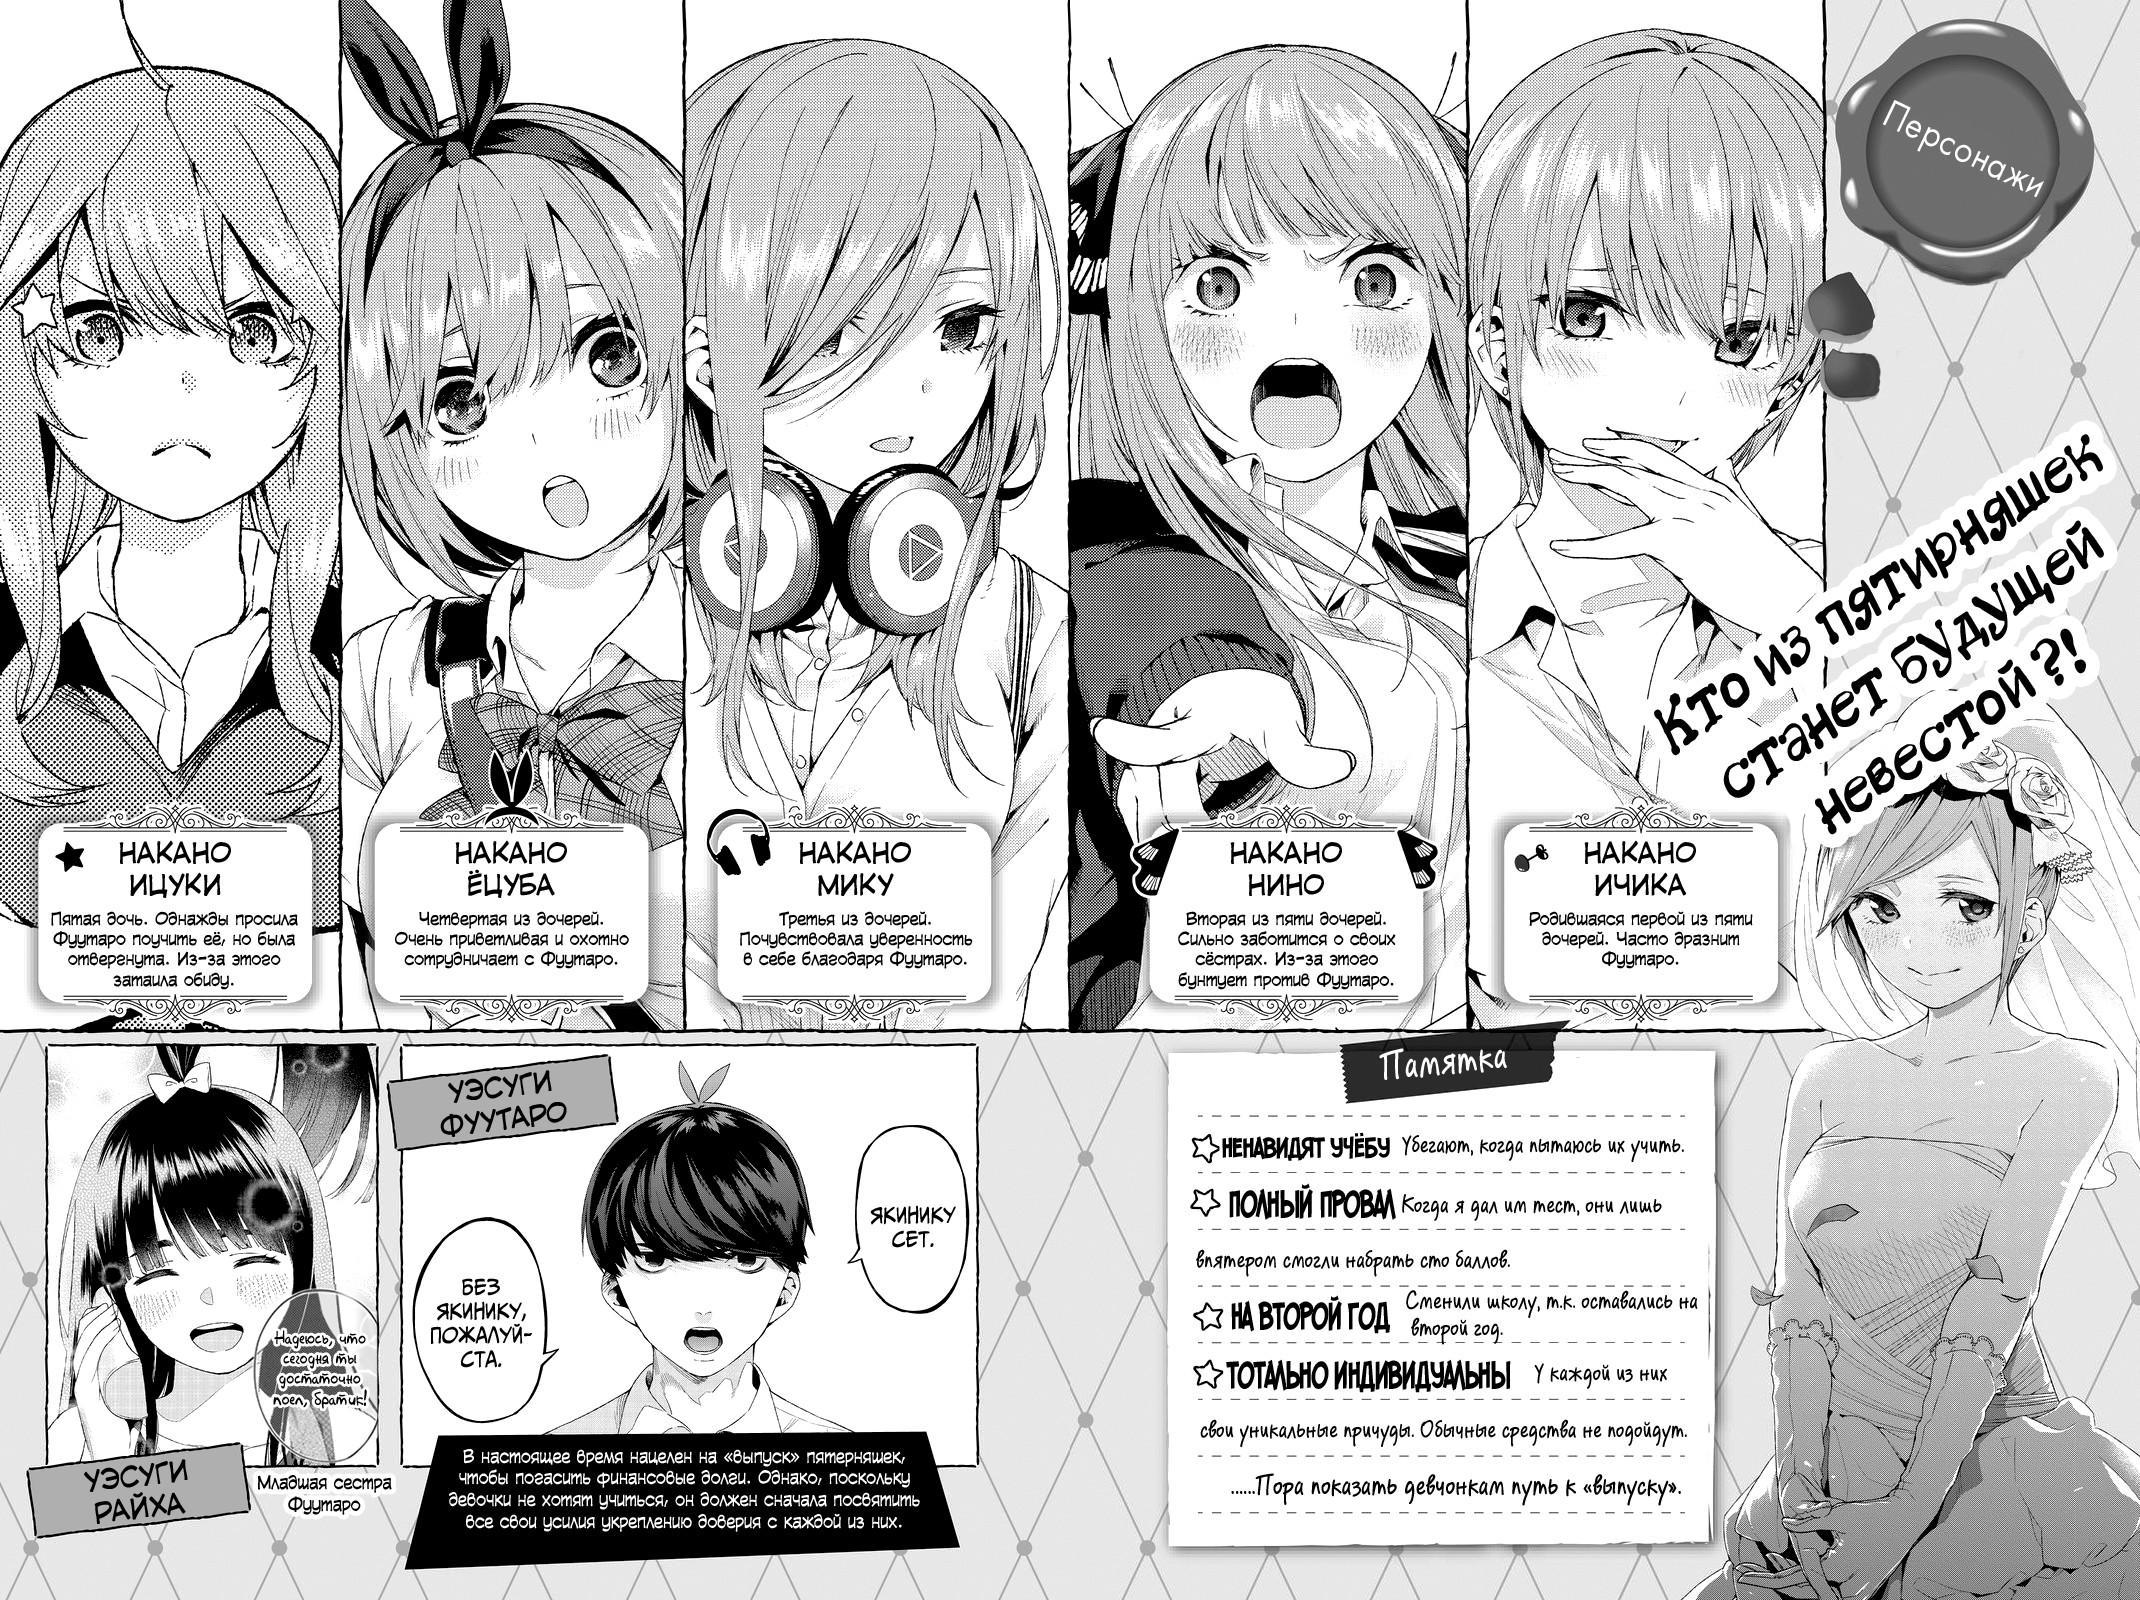 Персонажи
Кто из пятирняшек
станет будущей
невестой?!
НАКАНО
ИЧИКА
Родившаяся первой из пяти
дочерей. Часто дразнит
Фуутаро.
НАКАНО
НИНО
Вторая из пяти дочерей.
Сильно заботится о своих
сёстрах. Из-за этого
бунтует против Фуутаро.
НАКАНО
МИКУ
Третья из дочерей.
Почувствовала уверенность
в себе благодаря Фуутаро.
НАКАНО
ЁЦУБА
Четвертая из дочерей.
Очень приветливая и охотно
сотрудничает с Фуутаро.
НАКАНО
ИЦУКИ
Пятая дочь. Однажды просила
Фуутаро поучить её, но была
отвергнута. Из-за этого
затаила обиду.
Памятка
НЕНАВИДЯТ УЧЁБУ Убегают, когда пытаюсь их учить.
ПОЛНЫЙ ПРОВАЛ Когда я дал им тест, они лишь
впятером смогли набрать сто баллов.
НА ВТОРОЙ ГОД Сменили школу, т.к. оставались на
второй год.
ТОТАЛЬНО ИНДИВИДУАЛЬНЫ У каждой из них
свои уникальные причуды. Обычные средства не подойдут.
......Пора показать девчонкам путь к «выпуску».
УЭСУГИ
ФУУТАРО
ЯКИНИКУ
СЕТ.
БЕЗ
ЯКИНИКУ,
ПОЖАЛУЙ-
СТА.
В настоящее время нацелен на «выпуск» пятерняшек,
чтобы погасить финансовые долги. Однако, поскольку
девочки не хотят учиться, он должен сначала посвятить
все свои усилия укреплению доверия с каждой из них.
Надеюсь, что
сегодня ты
достаточно
поел, братик!
УЭСУГИ
РАЙХА
Младшая сестра
Фуутаро